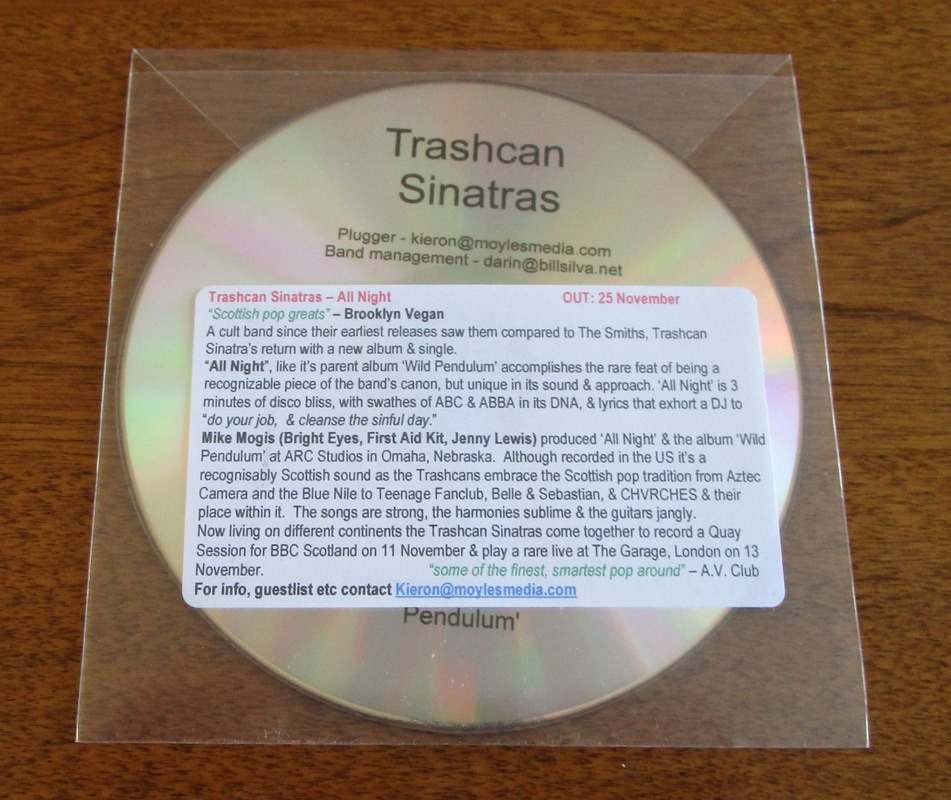 Trashcan
Sinatras
Plugger - kieron@moylesmedia.com
Band management - darin@billsilva.net
Trashcan Sinatras – All Night OUT: 25 November
“Scottish pop greats” – Brooklyn Vegan
A cult band since their earliest releases saw them compared to The Smiths, Trashcan
Sinatra's return with a new album & single.
“All Night”, like it's parent album ‘Wild Pendulum’ accomplishes the rare feat of being a
recognizable piece of the band's canon, but unique in its sound & approach. ‘All Night’ is 3
minutes of disco bliss, with swathes of ABC & ABBA in its DNA, & lyrics that exhort a DJ to
“do your job, & cleanse the sinful day.”
Mike Mogis (Bright Eyes, First Aid Kit, Jenny Lewis) produced ‘All Night’ & the album ‘Wild
Pendulum’ at ARC Studios in Omaha, Nebraska. Although recorded in the US it's a
recognisably Scottish sound as the Trashcans embrace the Scottish pop tradition from Aztec
Camera and the Blue Nile to Teenage Fanclub, Belle & Sebastian, & CHVRCHES & their
place within it. The songs are strong, the harmonies sublime & the guitars jangly.
Now living on different continents the Trashcan Sinatras come together to record a Quay
Session for BBC Scotland on 11 November & play a rare live at The Garage, London on 13
November. “some of the finest, smartest pop around” – A.V. Club
For info, guestlist etc contact Kieron@moylesmedia.com
Pendulum'